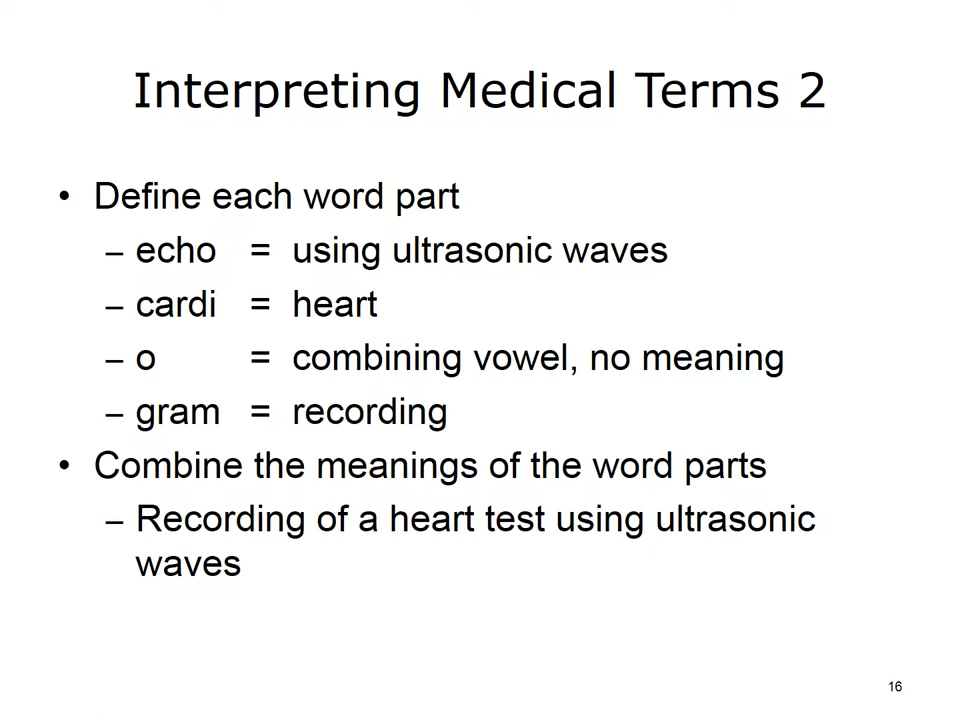 Interpreting Medical Terms 2
• Define each word part
– echo = using ultrasonic waves
– cardi = heart
– o = combining vowel, no meaning
– gram = recording
• Combine the meanings of the word parts
– Recording of a heart test using ultrasonic
waves
16